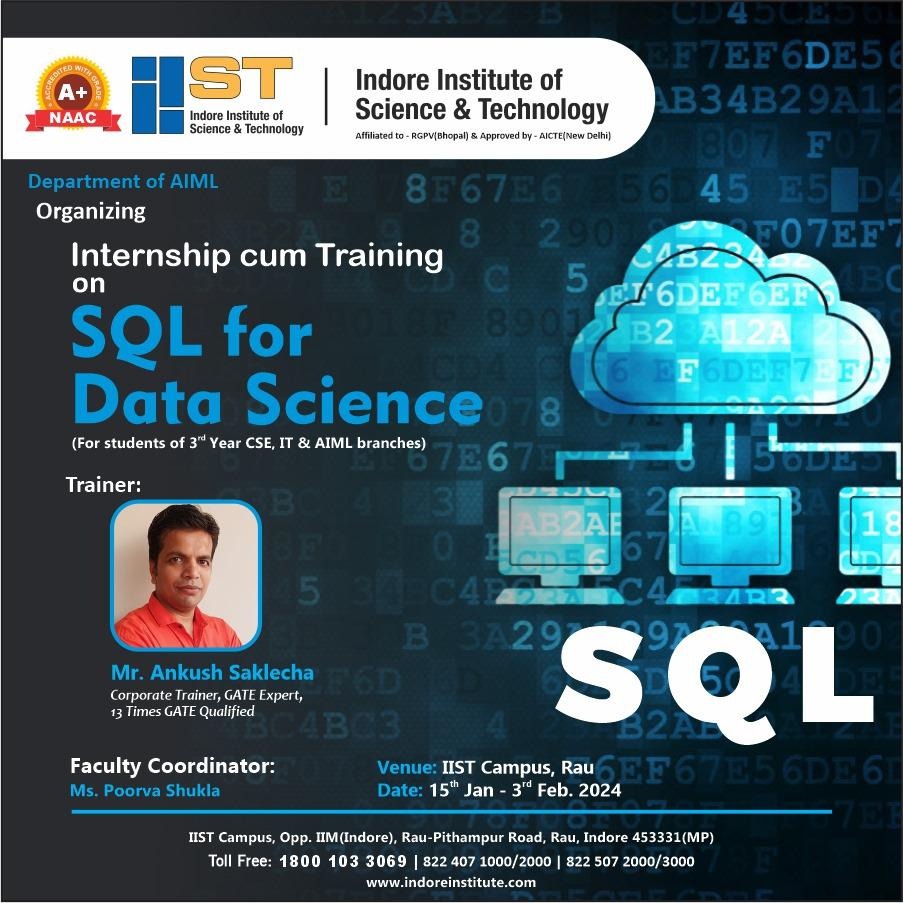 ACCREDITED WITH GRADE
A+
NAAC
IIST
Indore Institute of
Science & Technology
Indore Institute of
Science & Technology
Affiliated to - RGPV(Bhopal) & Approved by - AICTE(New Delhi)
Department of AIML
Organizing
Internship cum Training
on
SQL for
Data Science
(For students of 3rd Year CSE, IT & AIML branches)
Trainer:
Mr. Ankush Saklecha
Corporate Trainer, GATE Expert,
13 Times GATE Qualified
SQL
Faculty Coordinator:
Ms. Poorva Shukla
Venue: IIST Campus, Rau
Date: 15th Jan - 3rd Feb. 2024
IIST Campus, Opp. IIM(Indore), Rau-Pithampur Road, Rau, Indore 453331(MP)
Toll Free: 1800 103 3069 | 822 407 1000/2000 | 822 507 2000/3000
www.indoreinstitute.com